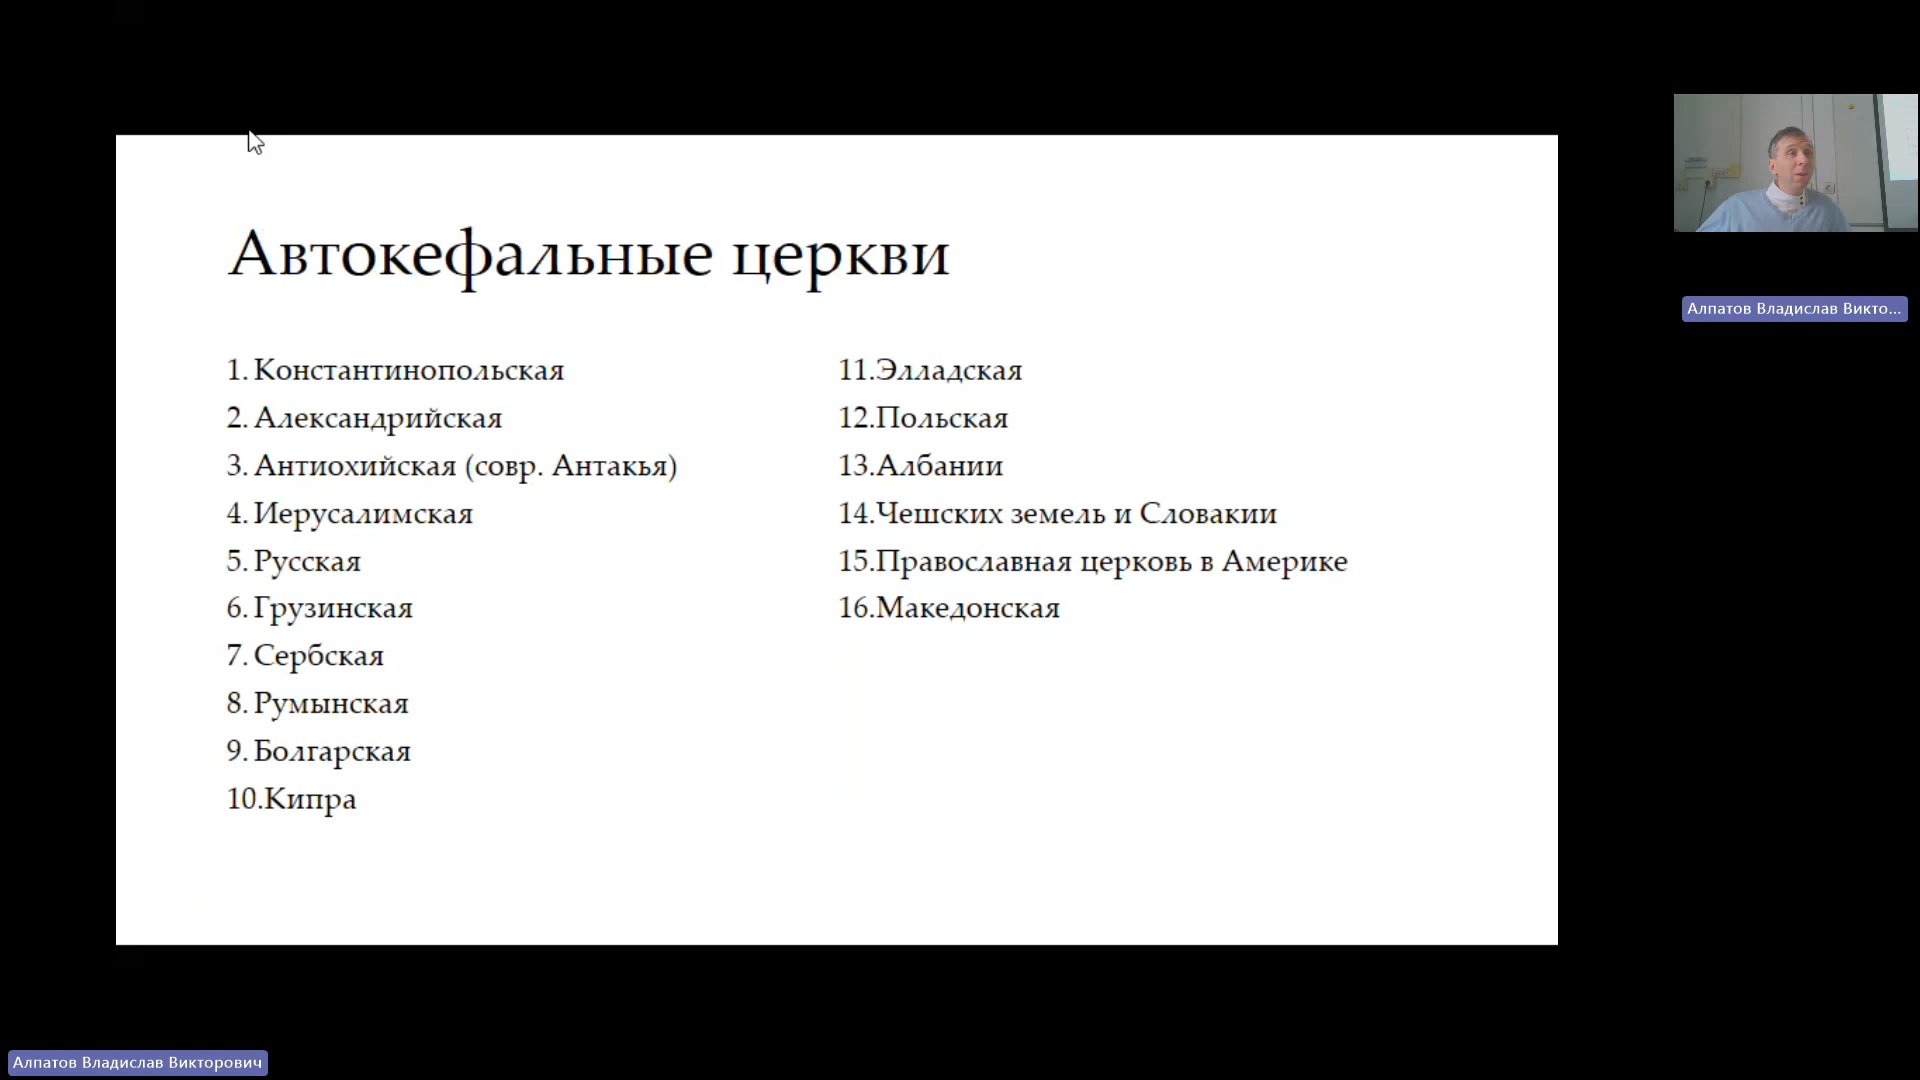 Автокефальные церкви
1. Константинопольская
2. Александрийская
3. Антиохийская (совр. Антакья)
4. Иерусалимская
5. Русская
6. Грузинская
7. Сербская
8. Румынская
9. Болгарская
10.Кипра
11.Элладская
12.Польская
13.Албании
14.Чешских земель и Словакии
15.Православная церковь в Америке
16.Македонская
Алпатов Владислав Викто...
Алпатов Владислав Викторович